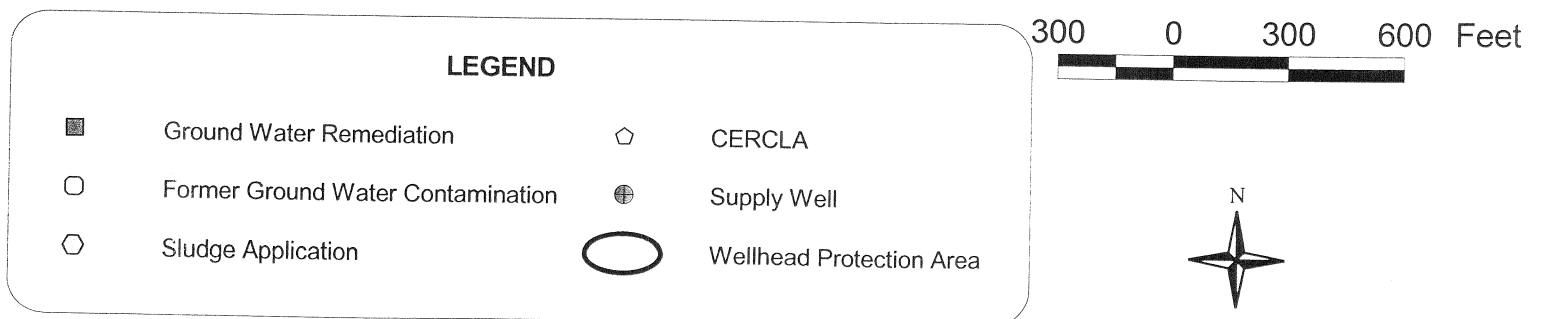 LEGEND
Ground Water Remediation
Former Ground Water Contamination
Sludge Application
CERCLA
Supply Well
Wellhead Protection Area
300 0 300 600 Feet
N